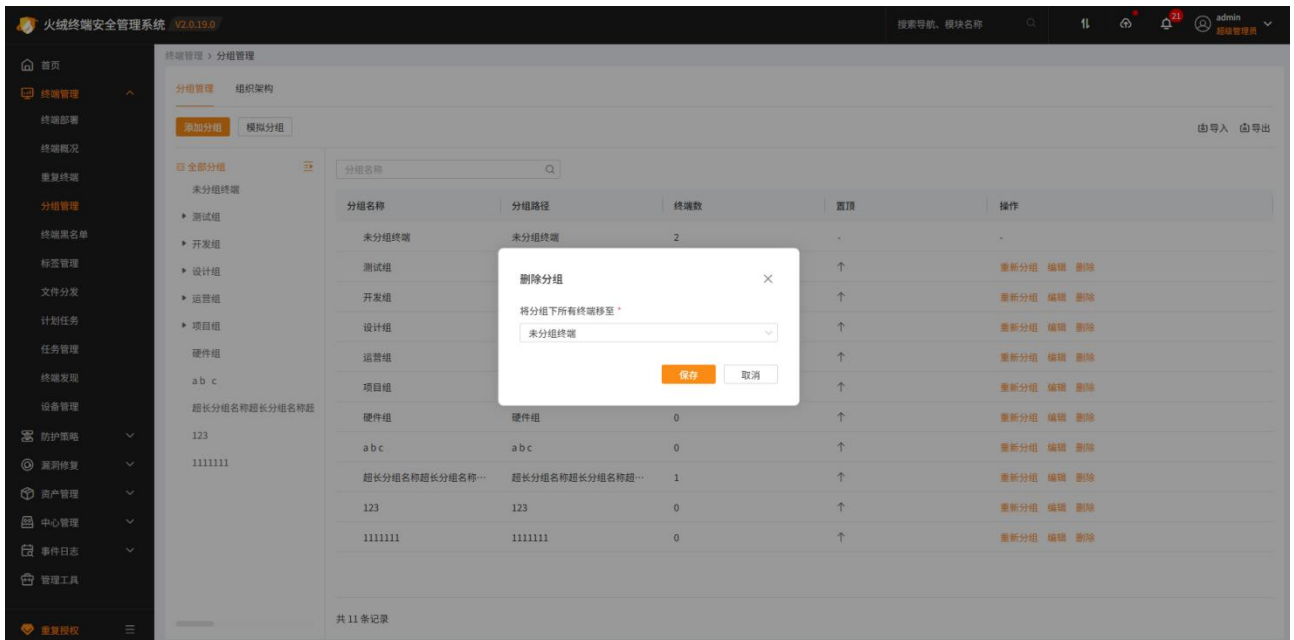 火绒终端安全管理系统 V2.0.19.0
搜索导航、模块名称
21
admin
超级管理员
首页
终端管理
终端部署
终端概况
重复终端
分组管理
终端黑名单
标签管理
文件分发
计划任务
任务管理
终端发现
设备管理
防护策略
漏洞修复
资产管理
中心管理
事件日志
管理工具
重复授权
终端管理 > 分组管理
分组管理 组织架构
添加分组 模拟分组
导入 导出
全部分组
未分组终端
测试组
开发组
设计组
运营组
项目组
硬件组
ab c
超长分组名称超长分组名称超
123
1111111
分组名称
分组名称 分组路径 终端数 置顶 操作
未分组终端 未分组终端 2 - -
测试组 ↑ 重新分组 编辑 删除
开发组 ↑ 重新分组 编辑 删除
设计组 ↑ 重新分组 编辑 删除
运营组 ↑ 重新分组 编辑 删除
项目组 ↑ 重新分组 编辑 删除
硬件组 硬件组 0 ↑ 重新分组 编辑 删除
a b c a b c 0 ↑ 重新分组 编辑 删除
超长分组名称超长分组名称… 超长分组名称超长分组名称超… 1 ↑ 重新分组 编辑 删除
123 123 0 ↑ 重新分组 编辑 删除
1111111 1111111 0 ↑ 重新分组 编辑 删除
共 11 条记录
删除分组
将分组下所有终端移至 *
未分组终端
保存 取消